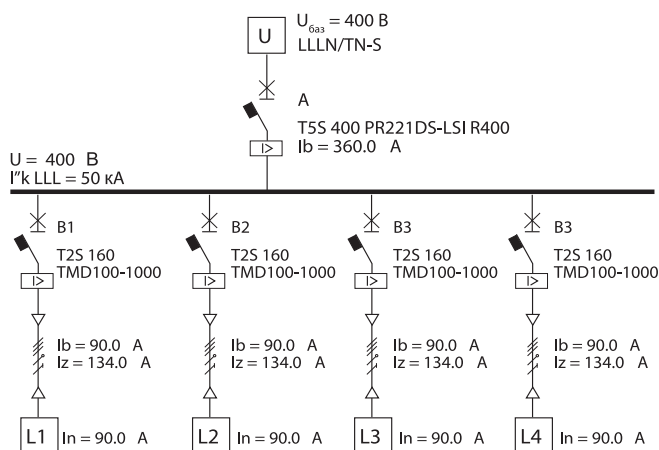 U
Uбаз = 400 В
LLLN/TN-S
A
T5S 400 PR221DS-LSI R400
Ib = 360.0 A
I>
U = 400 В
I"k LLL = 50 кА
B1
T2S 160
TMD100-1000
I>
Ib = 90.0 A
Iz = 134.0 A
L1
In = 90.0 A
B2
T2S 160
TMD100-1000
I>
Ib = 90.0 A
Iz = 134.0 A
L2
In = 90.0 A
B3
T2S 160
TMD100-1000
I>
Ib = 90.0 A
Iz = 134.0 A
L3
In = 90.0 A
B3
T2S 160
TMD100-1000
I>
Ib = 90.0 A
Iz = 134.0 A
L4
In = 90.0 A